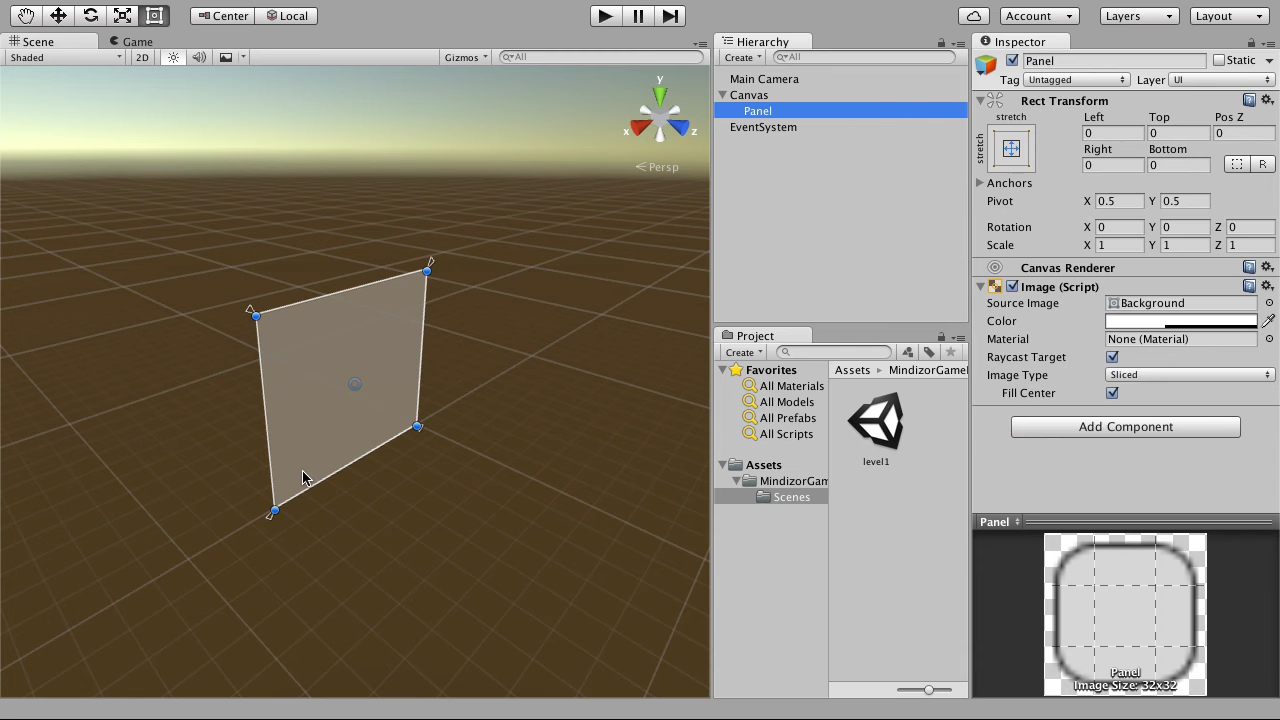 Center Local Account Layers Layout
Scene Game
Shaded 2D Gizmos All
y
x z
Persp
Hierarchy
Create All
Main Camera
Canvas
Panel
EventSystem
Project
Create
Favorites
All Materials
All Models
All Prefabs
All Scripts
Assets
MindizorGam
Scenes
Assets MindizorGamel
level1
Inspector
Panel Static
Tag Untagged Layer UI
Rect Transform
stretch Left Top Pos Z
stretch 0 0 0
Right Bottom
0 0 R
Anchors
Pivot X 0.5 Y 0.5
Rotation X 0 Y 0 Z 0
Scale X 1 Y 1 Z 1
Canvas Renderer
Image (Script)
Source Image Background
Color
Material None (Material)
Raycast Target
Image Type Sliced
Fill Center
Add Component
Panel
Panel
Image Size: 32x32